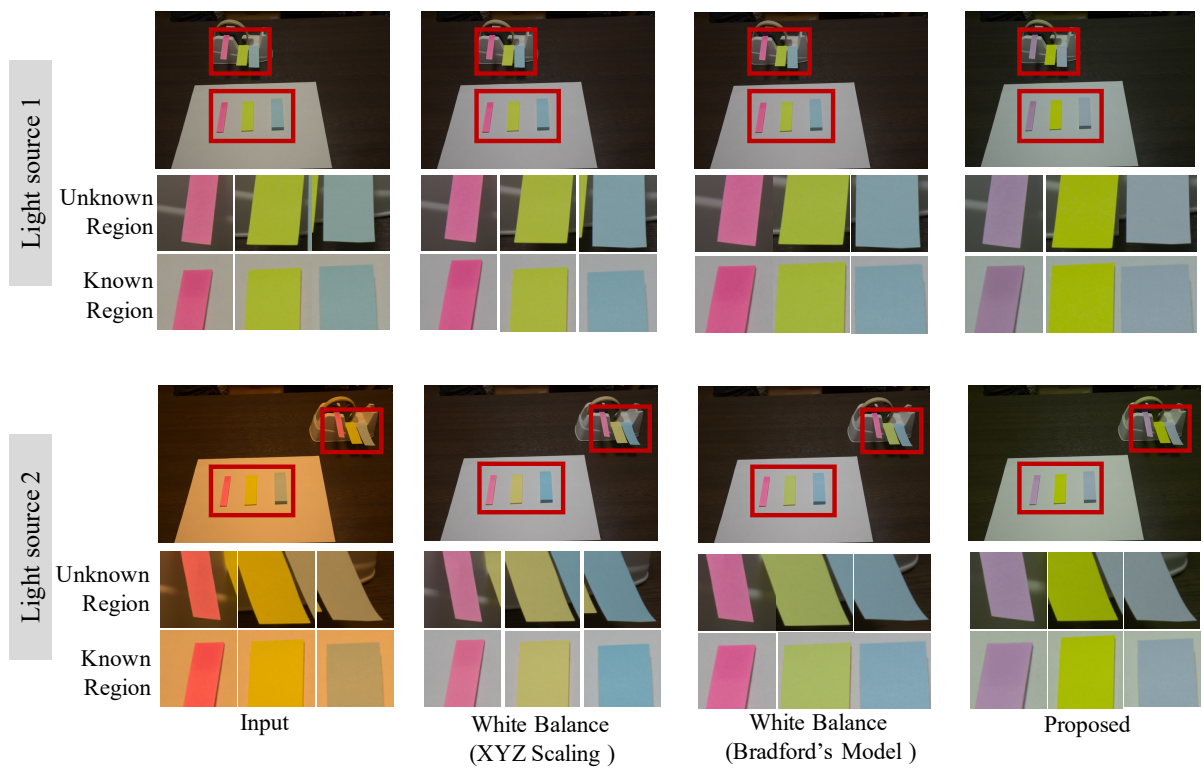 Light source 1
Unknown
Region
Known
Region
Light source 2
Unknown
Region
Known
Region
Input
White Balance
(XYZ Scaling )
White Balance
(Bradford's Model )
Proposed